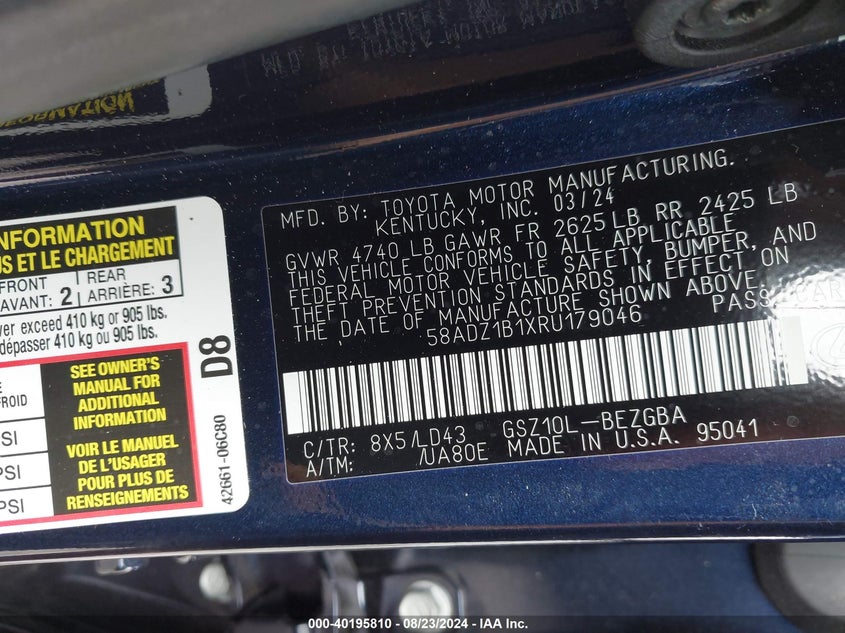 MFD. BY: TOYOTA MOTOR MANUFACTURING.
KENTUCKY, INC. 03/24
GVWR 4740 LB GAWR FR 2625 LB RR 2425 LB
THIS VEHICLE CONFORMS TO ALL APPLICABLE
FEDERAL MOTOR VEHICLE SAFETY, BUMPER, AND
THEFT PREVENTION STANDARDS IN EFFECT ON
THE DATE OF MANUFACTURE SHOWN ABOVE.
58ADZ1B1XRU179046 PASS CAR
C/TR: 8X5 /LD43 GSZ10L-BEZGBA
A/TM: /UA80E MADE IN U.S.A. 95041
INFORMATION
US ET LE CHARGEMENT
FRONT
AVANT: 2
REAR
ARRIÈRE: 3
exceed 410 kg or 905 lbs.
dépasser 410 kg ou 905 lbs.
SEE OWNER'S
MANUAL FOR
ADDITIONAL
INFORMATION
VOIR LE MANUEL
DE L'USAGER
POUR PLUS DE
RENSEIGNEMENTS
FROID
PSI
PSI
PSI
D8
42661-06C80
000-40195810 - 08/23/2024 - IAA Inc.